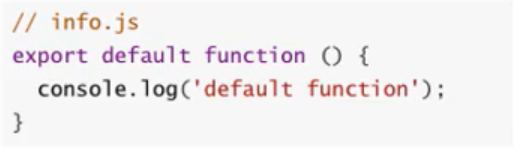 // info.js
export default function () {
  console.log('default function');
}